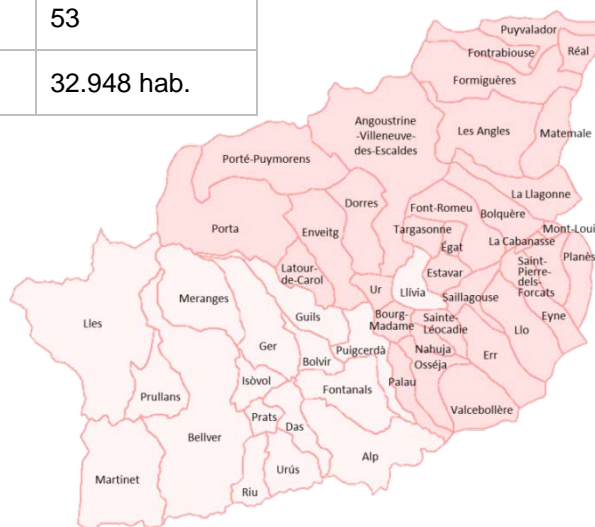 53
32.948 hab.
Puyvalador
Fontrabiouse
Réal
Formiguères
Angoustrine
-Villeneuve-
des-Escaldes
Les Angles
Matemale
Porté-Puymorens
La Llagonne
Dorres
Font-Romeu
Bolquère
Porta
Enveitg
Targasonne
Mont-Loui
Égat
La Cabanasse
Planès
Saint-
Pierre-
dels-
Forcats
Latour-
de-Carol
Estavar
Ur
Llívia
Saillagouse
Meranges
Guils
Bourg-
Madame
Sainte-
Léocadie
Eyne
Lles
Llo
Ger
Puigcerdà
Nahuja
Err
Bolvir
Osséja
Isòvol
Palau
Prullans
Fontanals
Valcebollère
Prats
Das
Bellver
Alp
Martinet
Urús
Riu